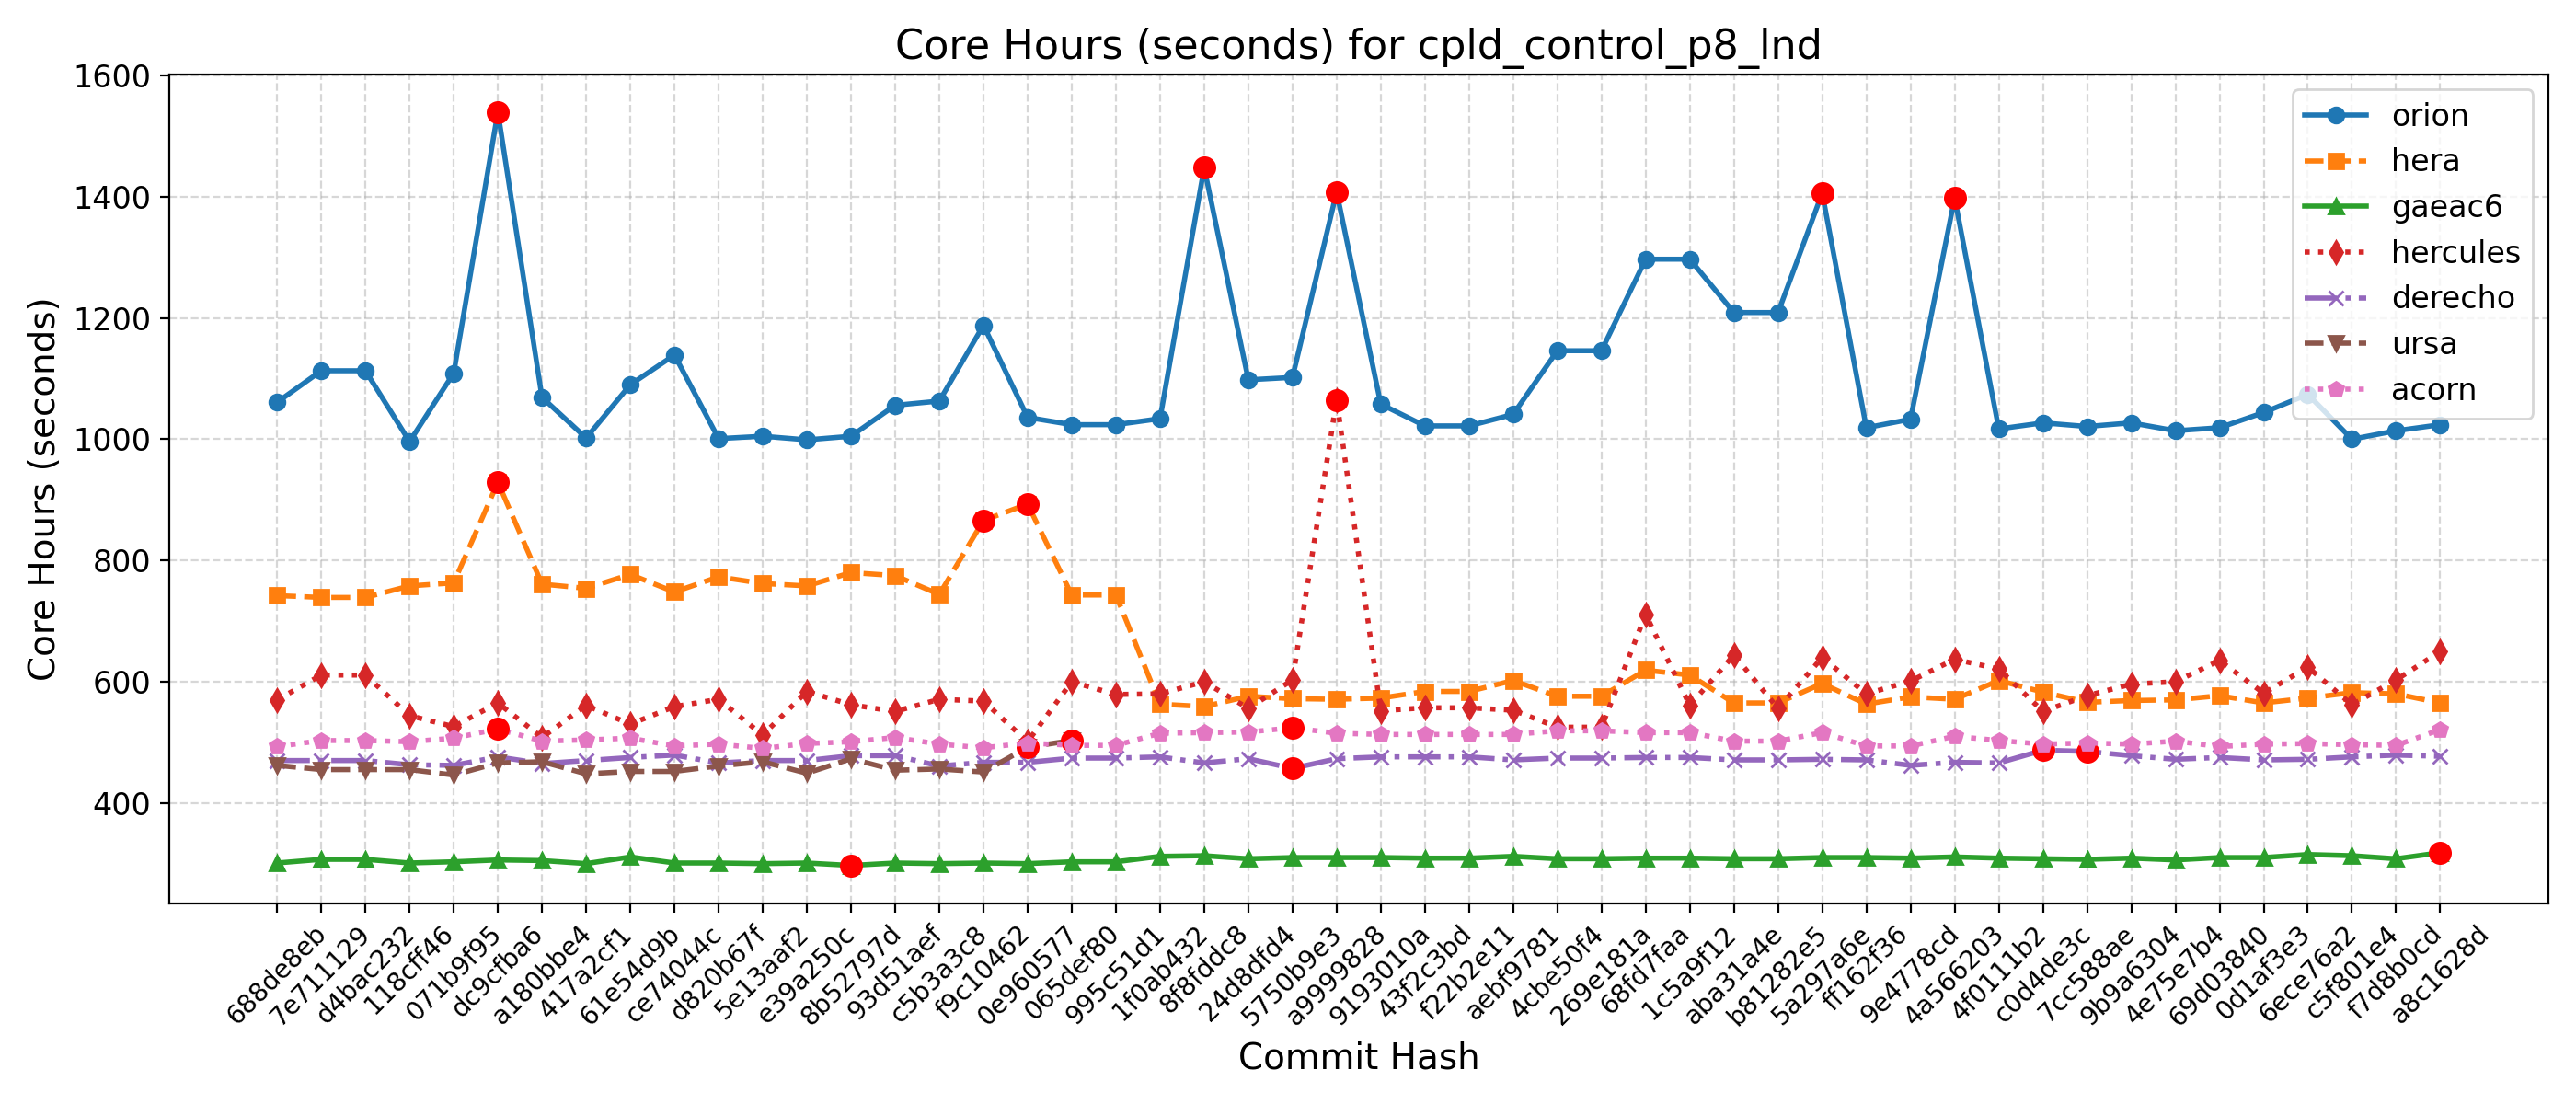 Core Hours (seconds) for cpld_control_p8_lnd
Core Hours (seconds)
1600
1400
1200
1000
800
600
400
orion
hera
gaeac6
hercules
derecho
ursa
acorn
688de8eb
7e711129
d4bac232
118cff46
071b9f95
dc9cfba6
a180bbe4
417a2cf1
61e54d9b
ce74044c
d820b67f
5e13aaf2
e39a250c
8b52797d
93d51aef
c5b3a3c8
f9c10462
0e960577
065def80
995c51d1
1f0ab432
8f8fddc8
24d8dfd4
5750b9e3
a9999828
9193010a
43f2c3bd
f22b2e11
aebf9781
4cbe50f4
269e181a
68fd7faa
1c5a9f12
aba31a4e
b81282e5
5a297a6e
ff162f36
9e4778cd
4a566203
4f0111b2
c0d4de3c
7cc588ae
9b9a6304
4e75e7b4
69d03840
0d1af3e3
6ece76a2
c5f801e4
f7d8b0cd
a8c1628d
Commit Hash